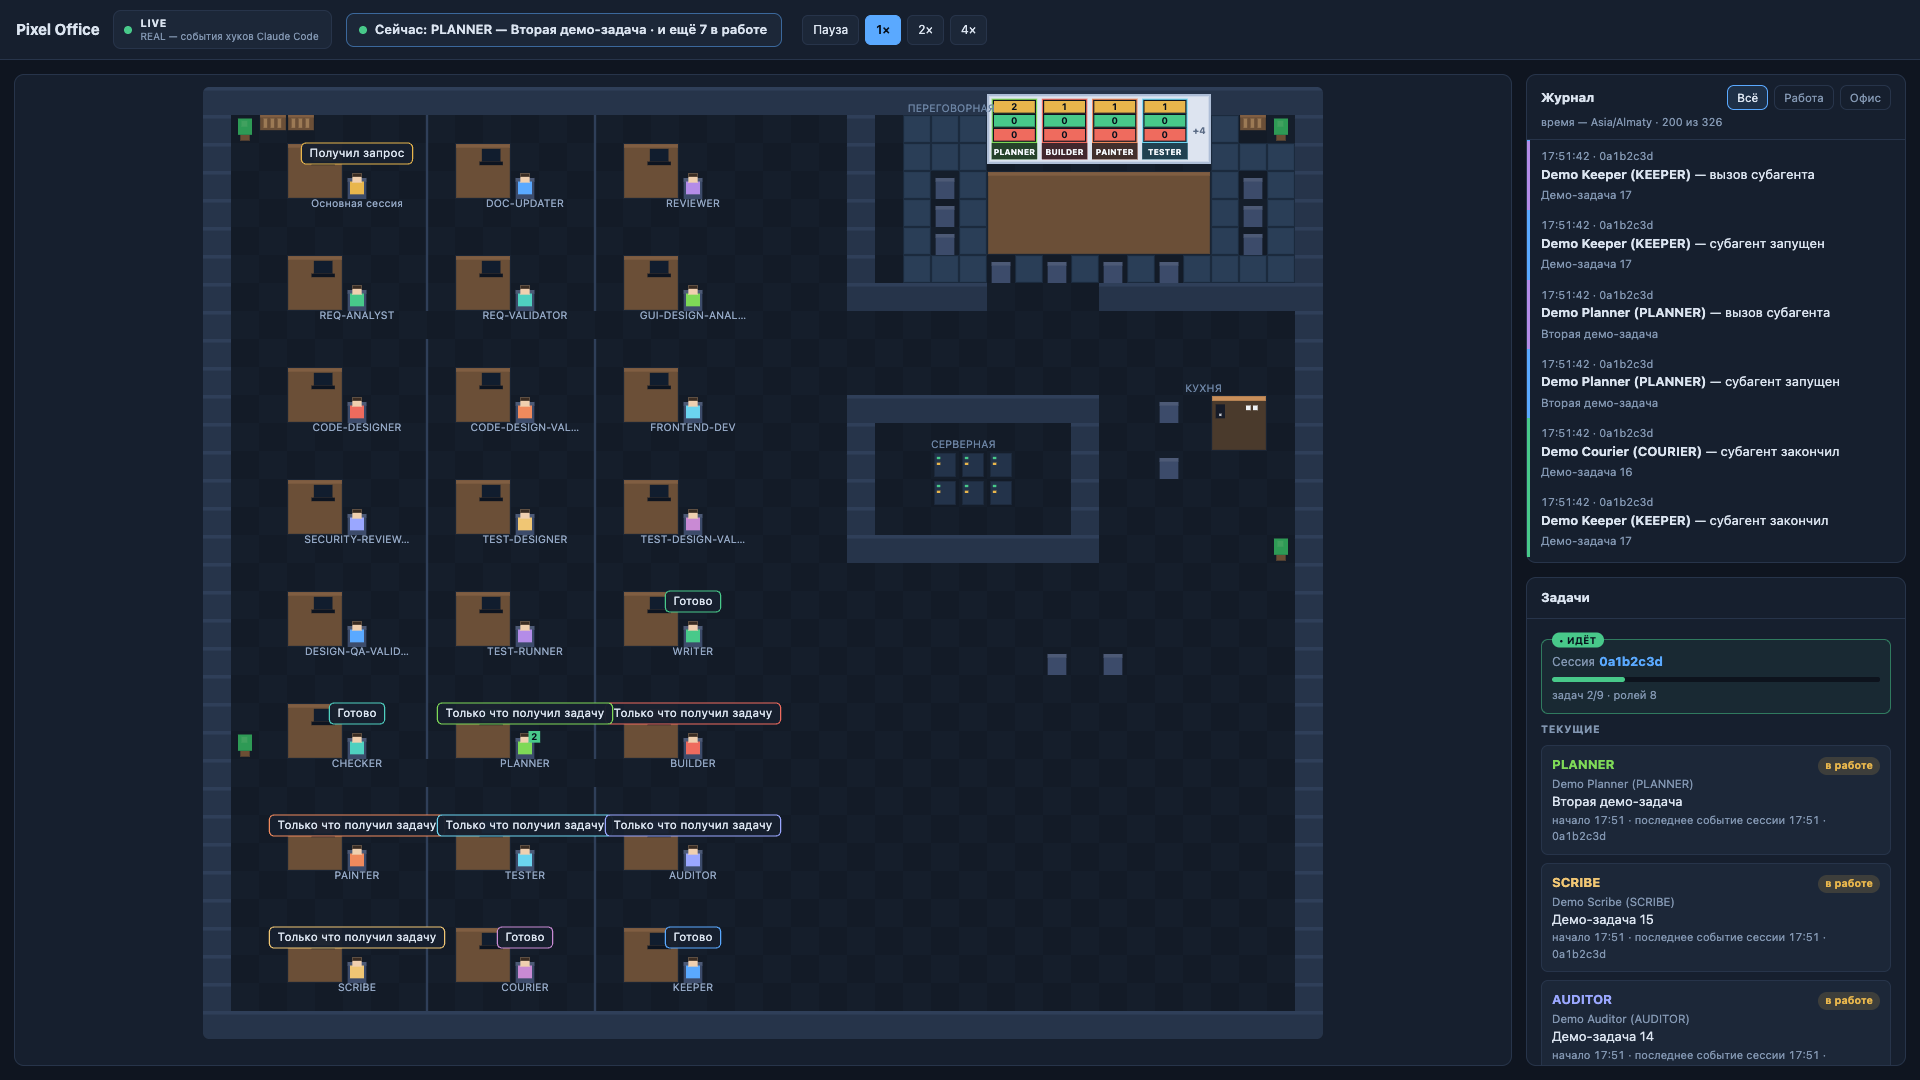 Pixel Office
LIVE
REAL — события хуков Claude Code
Сейчас: PLANNER — Вторая демо-задача · и ещё 7 в работе
Пауза
1×
2×
4×
ПЕРЕГОВОРНАЯ
2
1
1
1
0
0
0
0
0
0
0
0
+4
PLANNER
BUILDER
PAINTER
TESTER
Получил запрос
Основная сессия
DOC-UPDATER
REVIEWER
REQ-ANALYST
REQ-VALIDATOR
GUI-DESIGN-ANAL...
CODE-DESIGNER
CODE-DESIGN-VAL...
FRONTEND-DEV
КУХНЯ
СЕРВЕРНАЯ
SECURITY-REVIEW...
TEST-DESIGNER
TEST-DESIGN-VAL...
Готово
DESIGN-QA-VALID...
TEST-RUNNER
WRITER
Готово
Только что получил задачу
Только что получил задачу
2
CHECKER
PLANNER
BUILDER
Только что получил задачу
Только что получил задачу
Только что получил задачу
PAINTER
TESTER
AUDITOR
Только что получил задачу
Готово
Готово
SCRIBE
COURIER
KEEPER
Журнал
Всё
Работа
Офис
время — Asia/Almaty · 200 из 326
17:51:42 · 0a1b2c3d
Demo Keeper (KEEPER) — вызов субагента
Демо-задача 17
17:51:42 · 0a1b2c3d
Demo Keeper (KEEPER) — субагент запущен
Демо-задача 17
17:51:42 · 0a1b2c3d
Demo Planner (PLANNER) — вызов субагента
Вторая демо-задача
17:51:42 · 0a1b2c3d
Demo Planner (PLANNER) — субагент запущен
Вторая демо-задача
17:51:42 · 0a1b2c3d
Demo Courier (COURIER) — субагент закончил
Демо-задача 16
17:51:42 · 0a1b2c3d
Demo Keeper (KEEPER) — субагент закончил
Демо-задача 17
Задачи
• ИДЁТ
Сессия 0a1b2c3d
задач 2/9 · ролей 8
ТЕКУЩИЕ
PLANNER
в работе
Demo Planner (PLANNER)
Вторая демо-задача
начало 17:51 · последнее событие сессии 17:51 ·
0a1b2c3d
SCRIBE
в работе
Demo Scribe (SCRIBE)
Демо-задача 15
начало 17:51 · последнее событие сессии 17:51 ·
0a1b2c3d
AUDITOR
в работе
Demo Auditor (AUDITOR)
Демо-задача 14
начало 17:51 · последнее событие сессии 17:51 ·